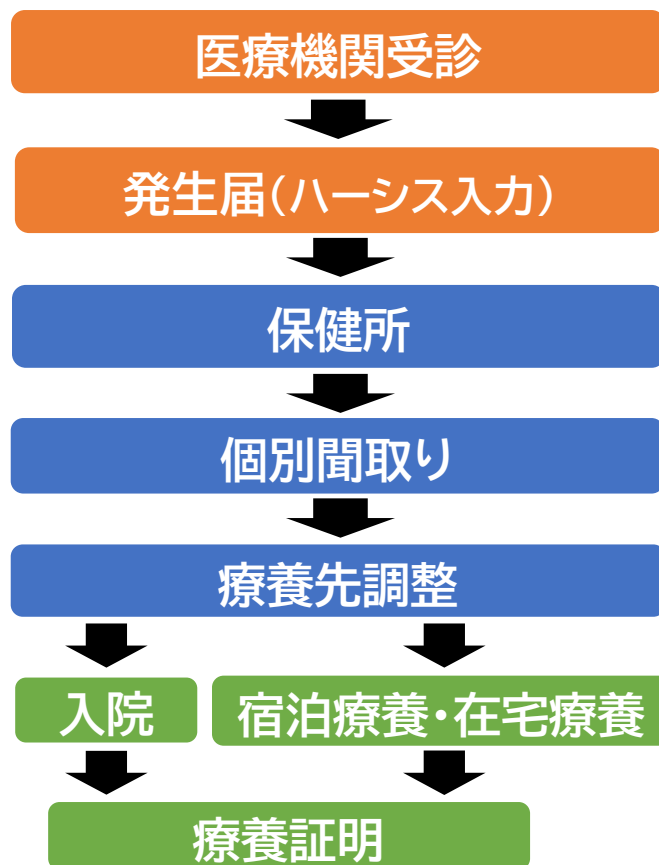 医療機関受診
発生届(ハーシス入力)
保健所
個別聞取り
療養先調整
入院
宿泊療養・在宅療養
療養証明